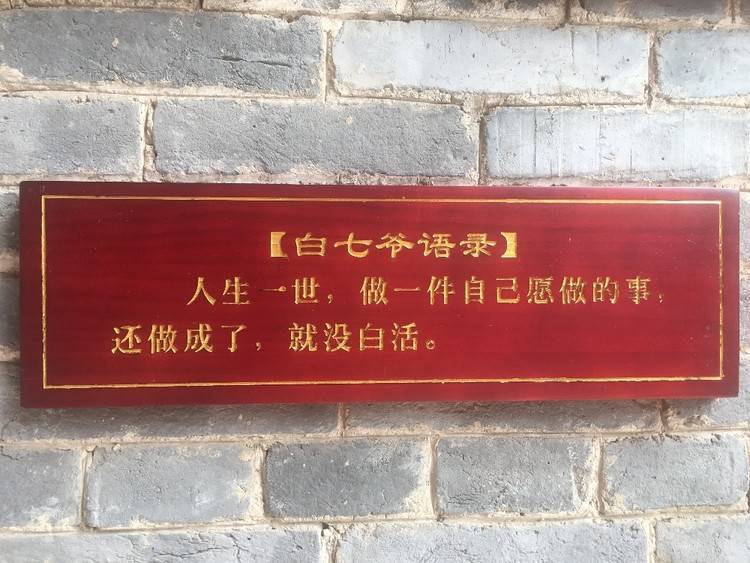 【白七爷语录】
人生一世，做一件自己愿做的事，
还做成了，就没白活。